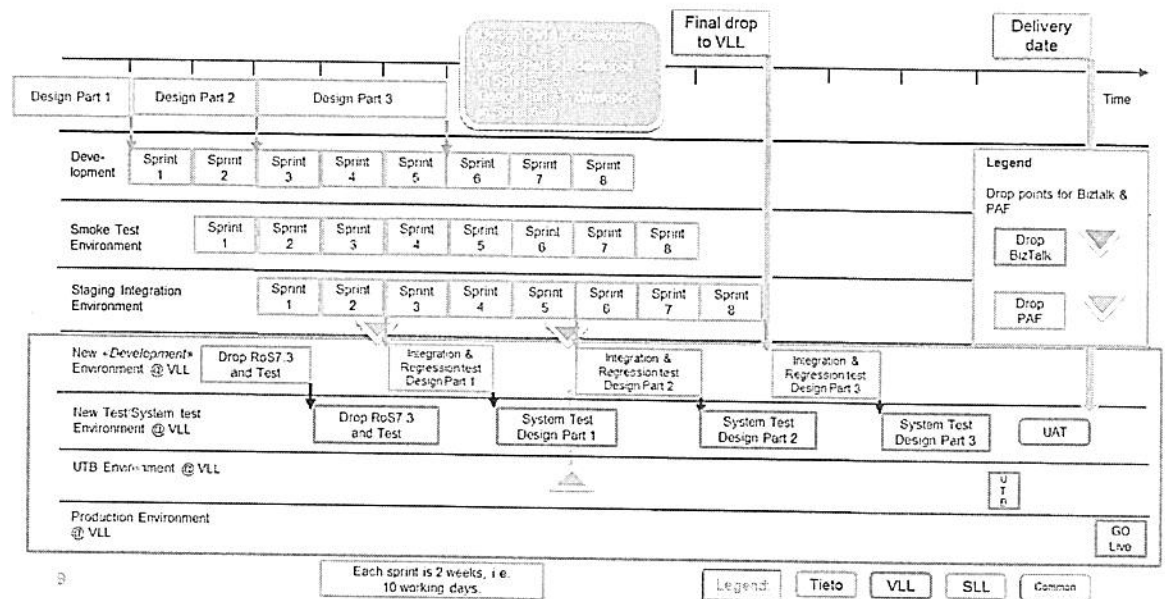 Final drop
to VLL
Delivery
date
Time
Design Part 1
Design Part 2
Design Part 3
Deve-
lopment
Sprint
1
Sprint
2
Sprint
3
Sprint
4
Sprint
5
Sprint
6
Sprint
7
Sprint
8
Legend
Drop points for Biztalk &
PAF
Drop
BizTalk
Drop
PAF
Smoke Test
Environment
Sprint
1
Sprint
2
Sprint
3
Sprint
4
Sprint
5
Sprint
6
Sprint
7
Sprint
8
Staging Integration
Environment
Sprint
1
Sprint
2
Sprint
3
Sprint
4
Sprint
5
Sprint
6
Sprint
7
Sprint
8
New «Development»
Environment @ VLL
Drop RoS7.3
and Test
Integration &
Regression test
Design Part 1
Integration &
Regression test
Design Part 2
Integration &
Regression test
Design Part 3
New Test/System test
Environment @ VLL
Drop RoS7.3
and Test
System Test
Design Part 1
System Test
Design Part 2
System Test
Design Part 3
UAT
UTB Environment @ VLL
Production Environment
@ VLL
GO
Live
9
Each sprint is 2 weeks, i.e.
10 working days.
Legend:
Tieto
VLL
SLL
Common